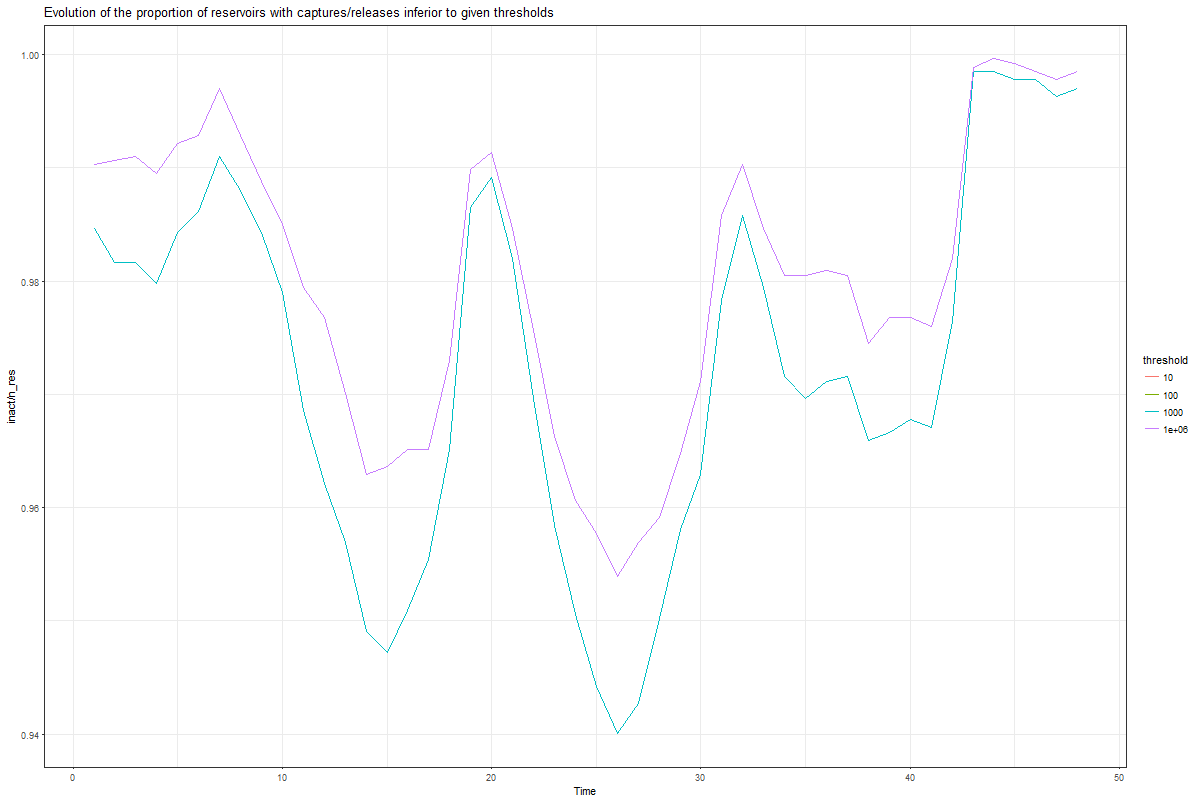 Evolution of the proportion of reservoirs with captures/releases inferior to given thresholds
1.00
0.98
0.96
0.94
inact/n_res
0
10
20
30
40
50
Time
threshold
10
100
1000
1e+06